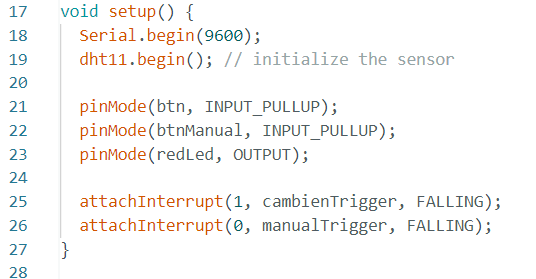 17 void setup() {
18   Serial.begin(9600);
19   dht11.begin(); // initialize the sensor
20
21   pinMode(btn, INPUT_PULLUP);
22   pinMode(btnManual, INPUT_PULLUP);
23   pinMode(redLed, OUTPUT);
24
25   attachInterrupt(1, cambienTrigger, FALLING);
26   attachInterrupt(0, manualTrigger, FALLING);
27 }
28